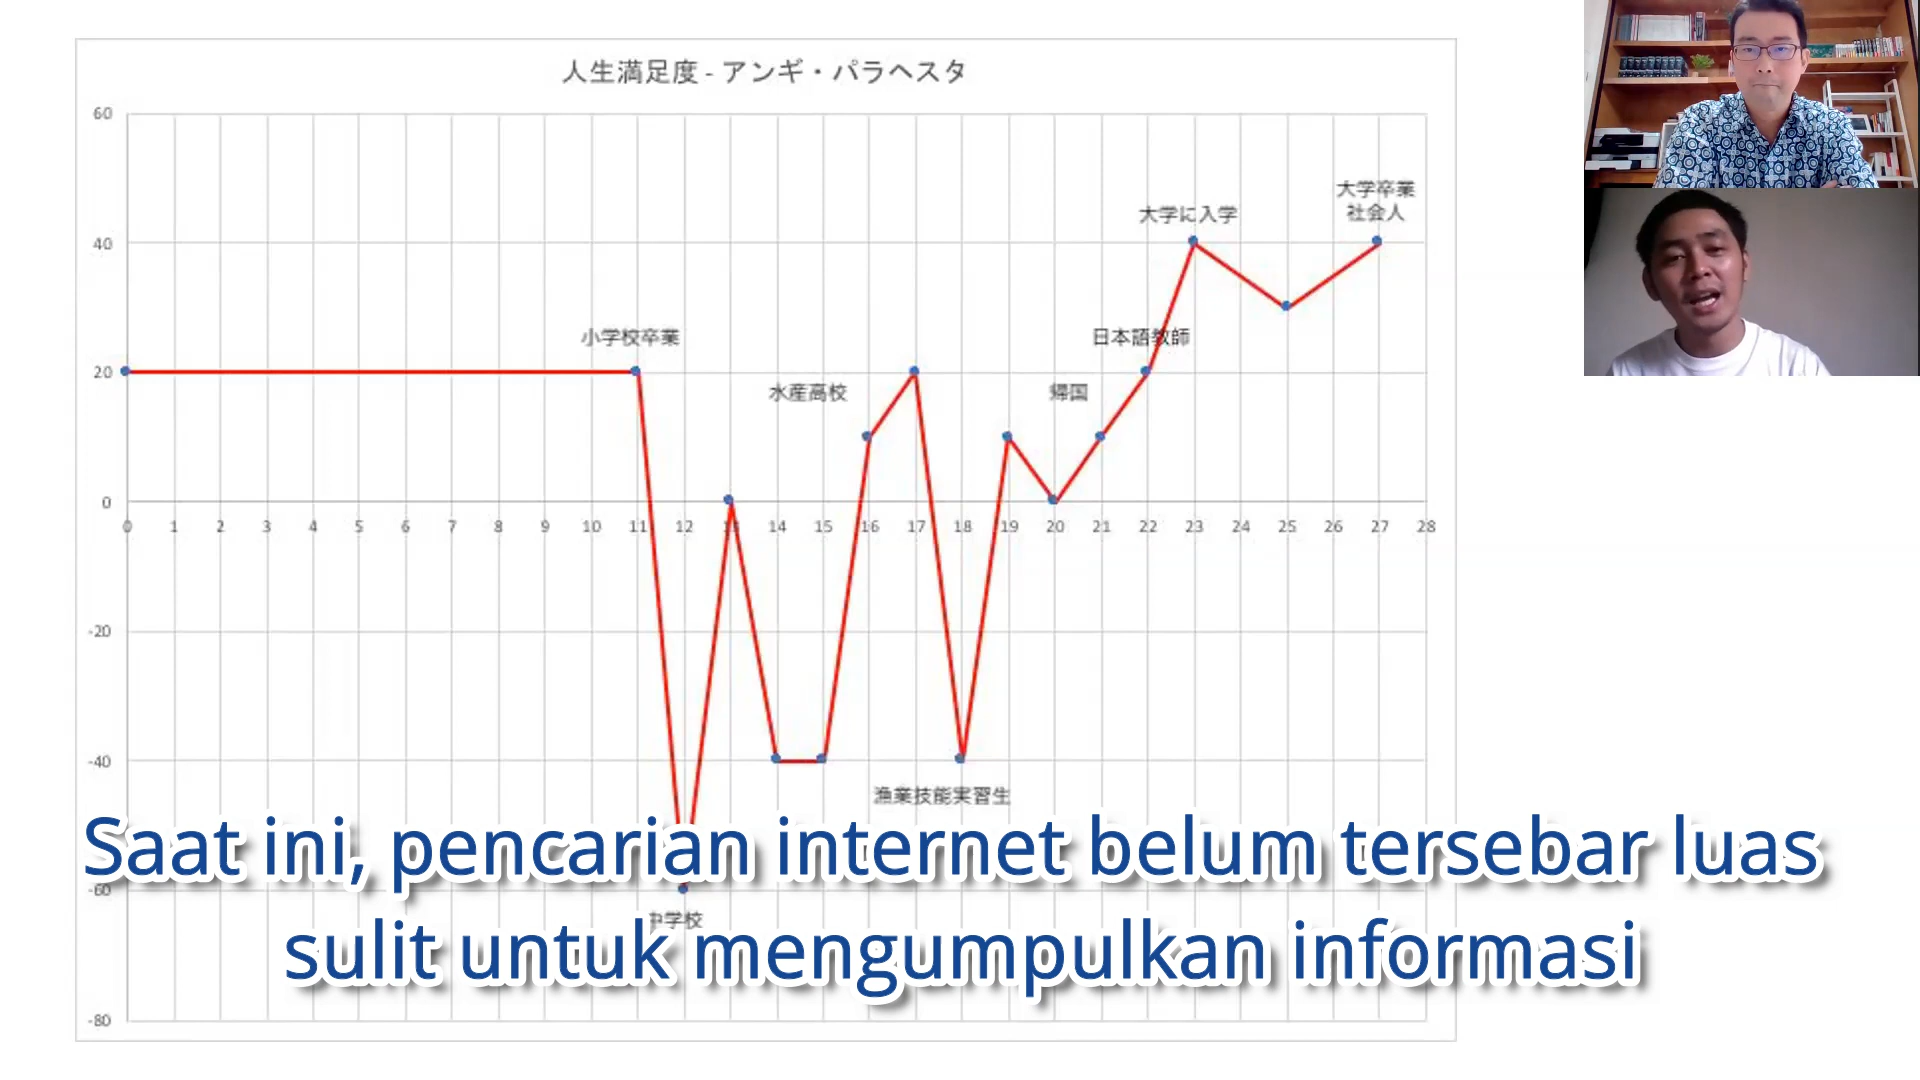 人生満足度 - アンギ・パラヘスタ
60
40
20
0
-20
-40
-60
-80
0 1 2 3 4 5 6 7 8 9 10 11 12 13 14 15 16 17 18 19 20 21 22 23 24 25 26 27 28
小学校卒業
中学校
水産高校
漁業技能実習生
帰国
日本語教師
大学に入学
大学卒業
社会人
Saat ini, pencarian internet belum tersebar luas
sulit untuk mengumpulkan informasi